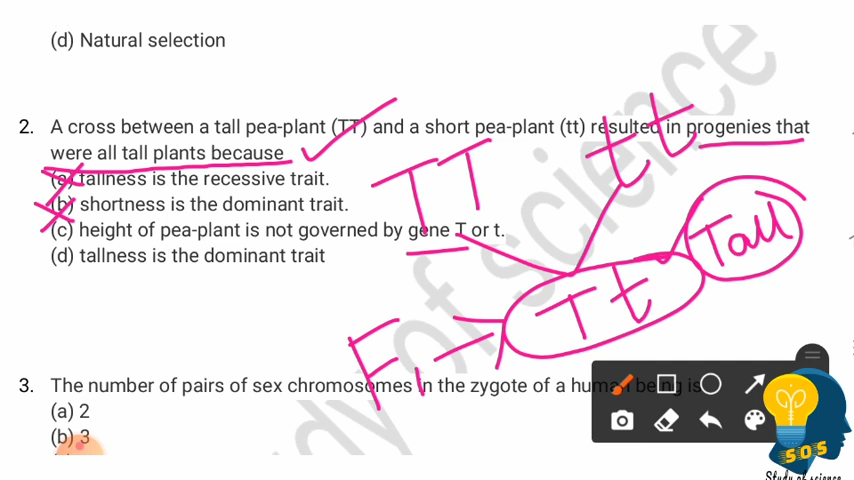 (d) Natural selection
2. A cross between a tall pea-plant (TT) and a short pea-plant (tt) resulted in progenies that
were all tall plants because
(a) tallness is the recessive trait.
(b) shortness is the dominant trait.
(c) height of pea-plant is not governed by gene T or t.
(d) tallness is the dominant trait
TT
tt
Tall
Tt
F1
3. The number of pairs of sex chromosomes in the zygote of a human being is
(a) 2
(b) 3
study of science
SOS
Study of science